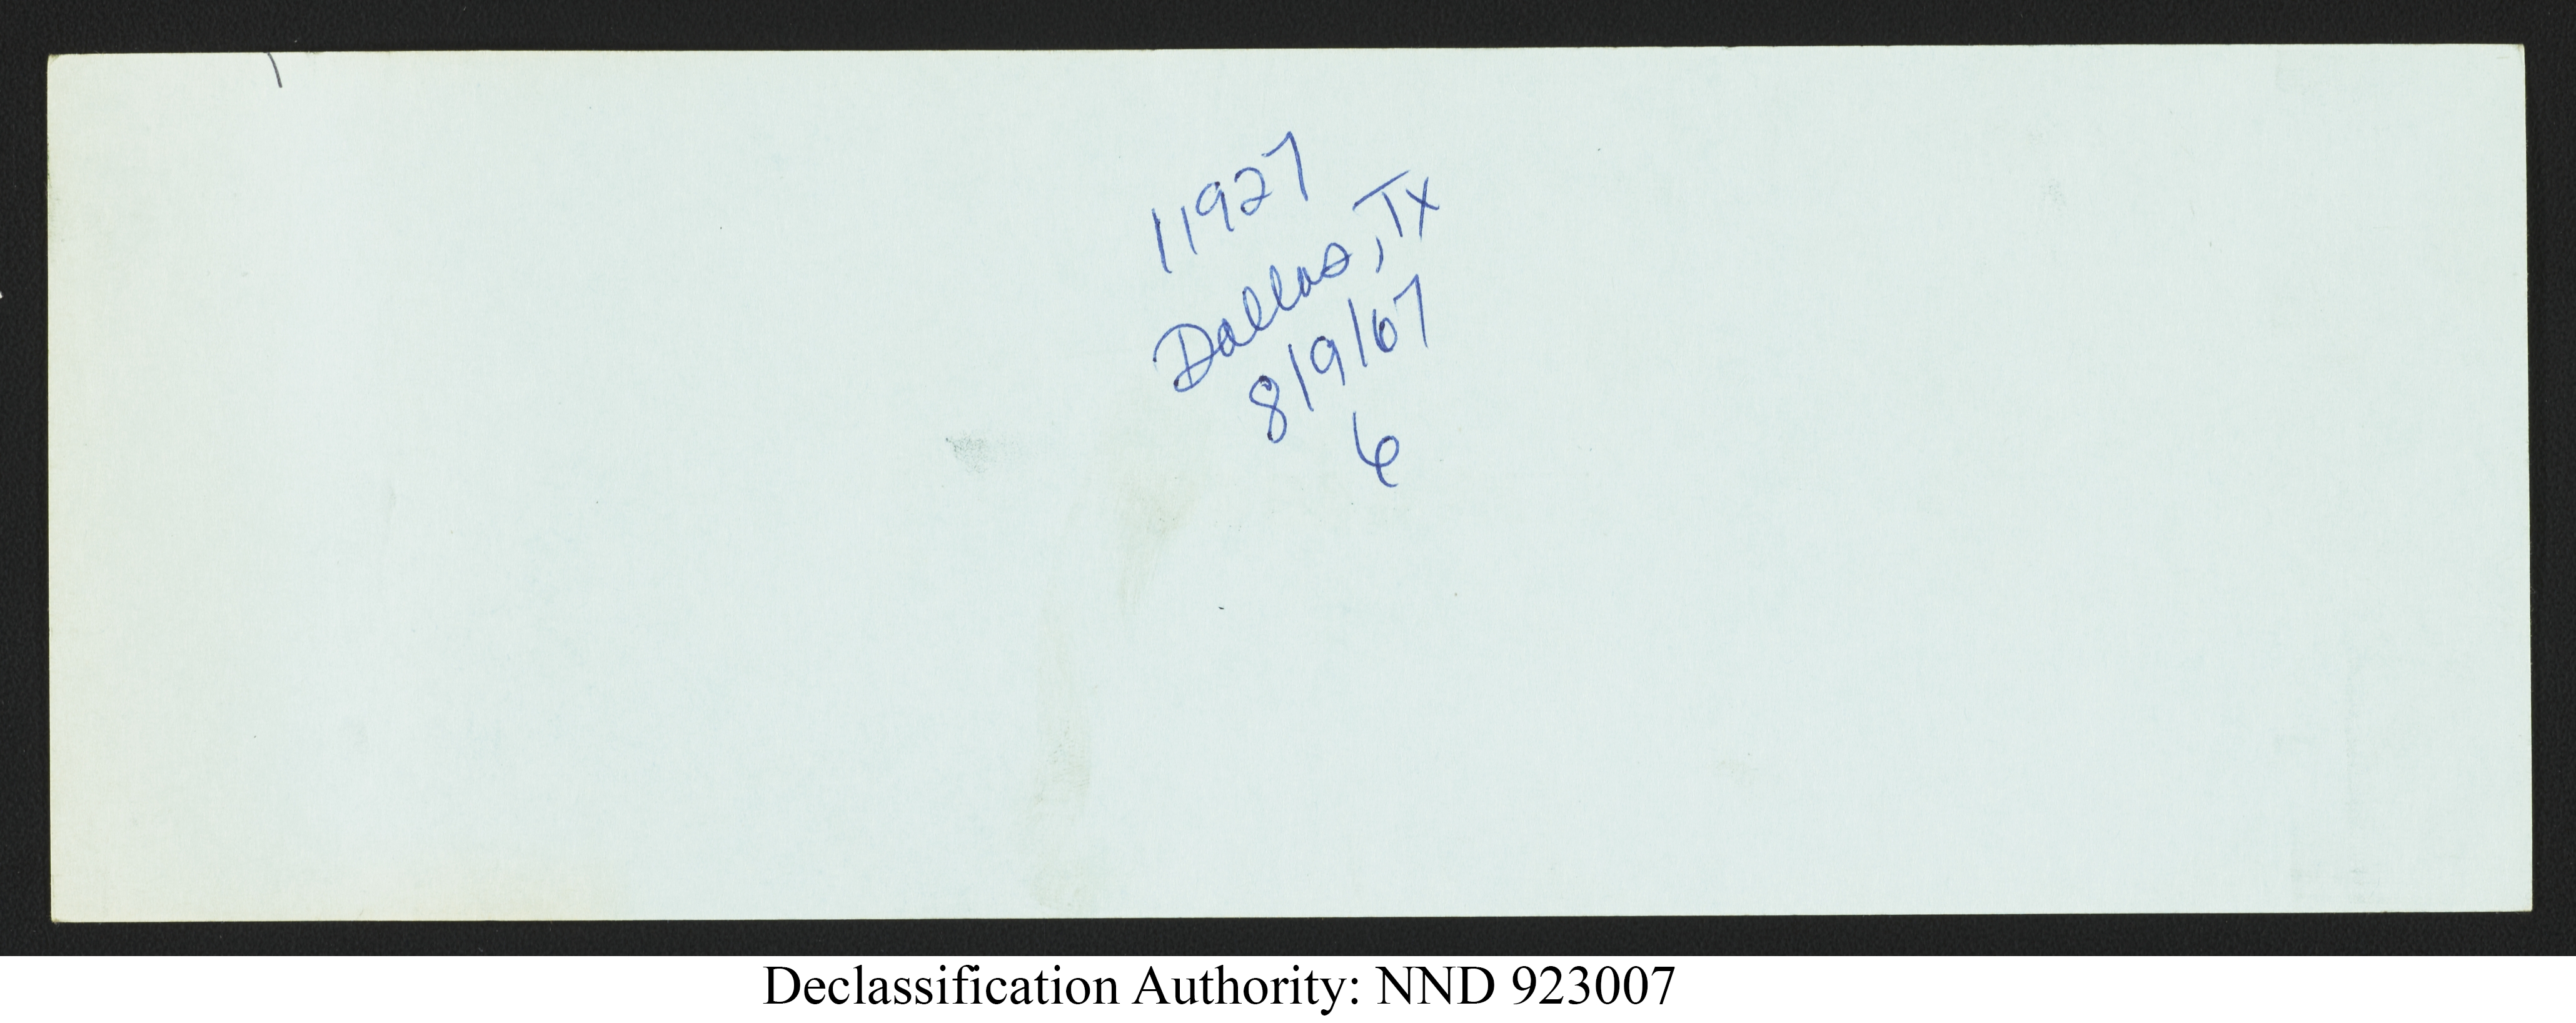 11927
Dallas, Tx
8/9/67
6
Declassification Authority: NND 923007